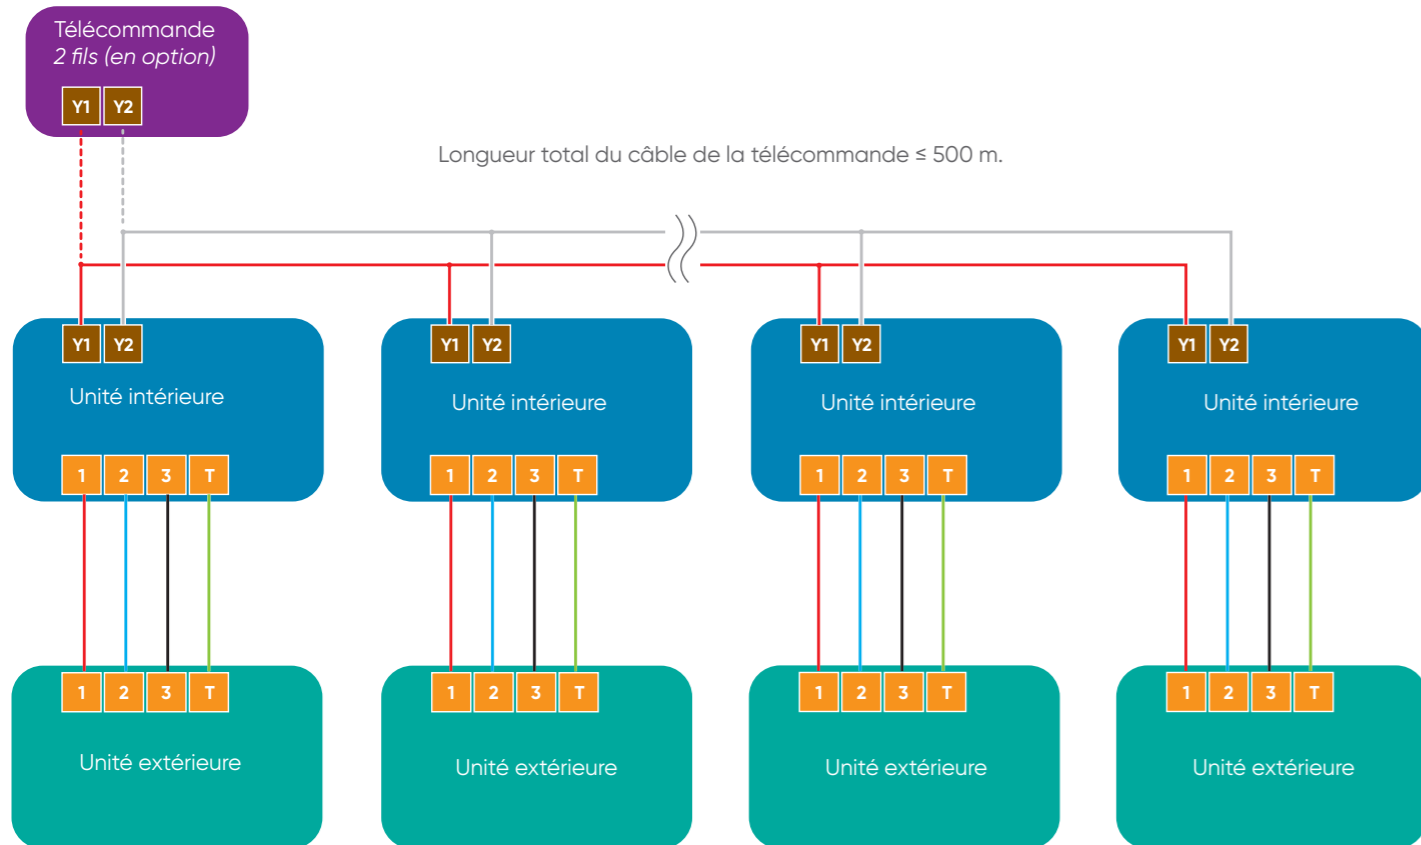 Télécommande
2 fils (en option)
Y1 Y2
Longueur total du câble de la télécommande ≤ 500 m.
Y1 Y2 Y1 Y2 Y1 Y2 Y1 Y2
Unité intérieure Unité intérieure Unité intérieure Unité intérieure
1 2 3 T 1 2 3 T 1 2 3 T 1 2 3 T
1 2 3 T 1 2 3 T 1 2 3 T 1 2 3 T
Unité extérieure Unité extérieure Unité extérieure Unité extérieure